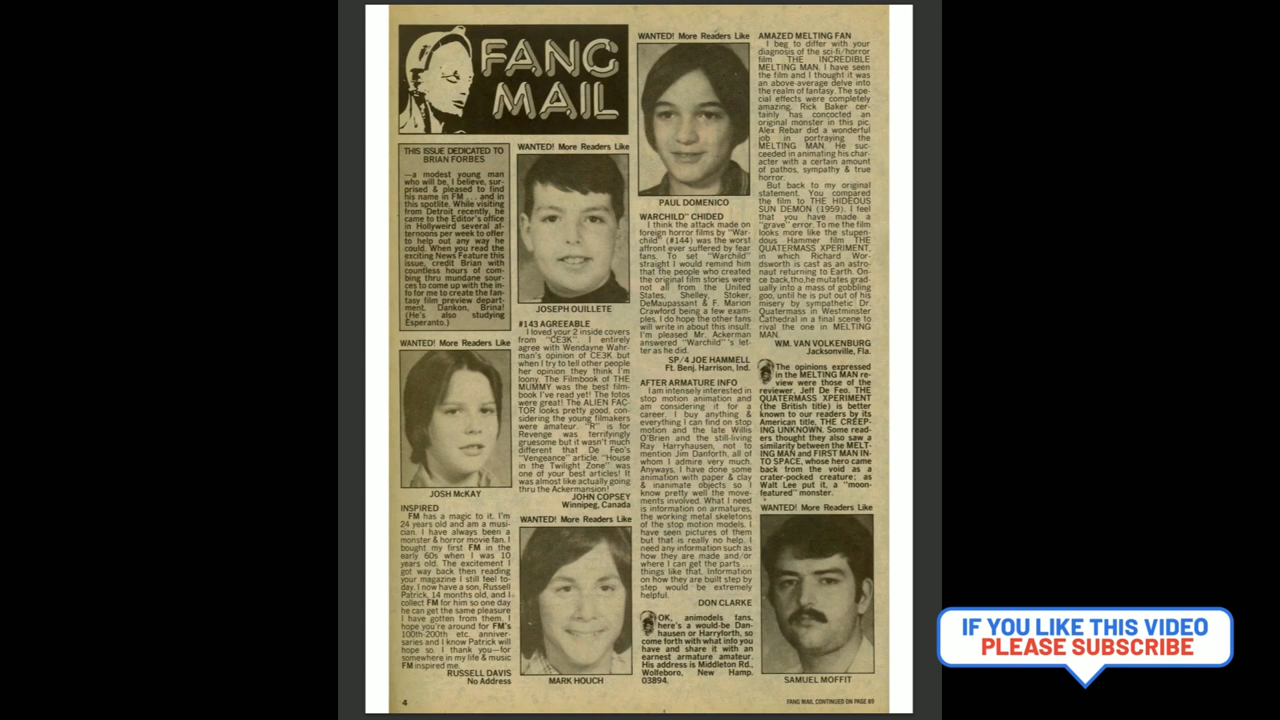 FANG
MAIL
THIS ISSUE DEDICATED TO
BRIAN FORBES
—a modest young man
who will be, I believe, sur-
prised & pleased to find
his name in FM . . . and in
this spotlite. While visiting
from Detroit recently, he
came to the Editor's office
in Hollyweird several af-
ternoons per week to offer
to help out any way he
could. When you read the
exciting News Feature this
issue, credit Brian with
countless hours of com-
bing thru mundane sour-
ces to come up with the in-
fo for me to create the fan-
tasy film preview depart-
ment. Dankon, Brina!
(He's also studying
Esperanto.)
WANTED! More Readers Like
JOSH McKAY
INSPIRED
FM has a magic to it. I'm
24 years old and am a musi-
cian. I have always been a
monster & horror movie fan. I
bought my first FM in the
early 60s when I was 10
years old. The excitement I
got way back then reading
your magazine I still feel to-
day. I now have a son, Russell
Patrick, 14 months old, and I
collect FM for him so one day
he can get the same pleasure
I have gotten from them. I
hope you're around for FM's
100th-200th etc. anniver-
saries and I know Patrick will
hope so. I thank you—for
somewhere in my life & music
FM inspired me.
RUSSELL DAVIS
No Address
WANTED! More Readers Like
JOSEPH OUILLETE
#143 AGREEABLE
I loved your 2 inside covers
from "CE3K". I entirely
agree with Wendayne Wahr-
man's opinion of CE3K but
when I try to tell other people
her opinion they think I'm
loony. The Filmbook of THE
MUMMY was the best film-
book I've read yet! The fotos
were great! The ALIEN FAC-
TOR looks pretty good, con-
sidering the young filmakers
were amateur. "R" is for
Revenge was terrifyingly
gruesome but it wasn't much
different that De Feo's
"Vengeance" article. "House
in the Twilight Zone" was
one of your best articles! It
was almost like actually going
thru the Ackermansion!
JOHN COPSEY
Winnipeg, Canada
WANTED! More Readers Like
MARK HOUCH
WANTED! More Readers Like
PAUL DOMENICO
WARCHILD" CHIDED
I think the attack made on
foreign horror films by "War-
child" (#144) was the worst
affront ever suffered by fear
fans. To set "Warchild"
straight I would remind him
that the people who created
the original film stories were
not all from the United
States, Shelley, Stoker,
DeMaupassant & F. Marion
Crawford being a few exam-
ples. I do hope the other fans
will write in about this insult.
I'm pleased Mr. Ackerman
answered "Warchild"'s let-
ter as he did.
SP/4 JOE HAMMELL
Ft. Benj. Harrison, Ind.
AFTER ARMATURE INFO
I am intensely interested in
stop motion animation and
am considering it for a
career. I buy anything &
everything I can find on stop
motion and the late Willis
O'Brien and the still-living
Ray Harryhausen, not to
mention Jim Danforth, all of
whom I admire very much.
Anyways, I have done some
animation with paper & clay
& inanimate objects so I
know pretty well the move-
ments involved. What I need
is information on armatures,
the working metal skeletons
of the stop motion models. I
have seen pictures of them
but that is really no help. I
need any information such as
how they are made and/or
where I can get the parts . . .
things like that. Information
on how they are built step by
step would be extremely
helpful.
DON CLARKE
OK, animodels fans,
here's a would-be Dan-
hausen or Harryforth, so
come forth with what info you
have and share it with an
earnest armature amateur.
His address is Middleton Rd.,
Wolfeboro, New Hamp.
03894.
AMAZED MELTING FAN
I beg to differ with your
diagnosis of the sci-fi/horror
film THE INCREDIBLE
MELTING MAN. I have seen
the film and I thought it was
an above-average delve into
the realm of fantasy. The spe-
cial effects were completely
amazing. Rick Baker cer-
tainly has concocted an
original monster in this pic.
Alex Rebar did a wonderful
job in portraying the
MELTING MAN. He suc-
ceeded in animating his char-
acter with a certain amount
of pathos, sympathy & true
horror.
But back to my original
statement. You compared
the film to THE HIDEOUS
SUN DEMON (1959). I feel
that you have made a
"grave" error. To me the film
looks more like the stupen-
dous Hammer film THE
QUATERMASS XPERIMENT,
in which Richard Wor-
dsworth is cast as an astro-
naut returning to Earth. On-
ce back, tho, he mutates grad-
ually into a mass of gobbling
goo, until he is put out of his
misery by sympathetic Dr.
Quatermass in Westminster
Cathedral in a final scene to
rival the one in MELTING
MAN.
WM. VAN VOLKENBURG
Jacksonville, Fla.
The opinions expressed
in the MELTING MAN re-
view were those of the
reviewer, Jeff De Feo. THE
QUATERMASS XPERIMENT
(the British title) is better
known to our readers by its
American title, THE CREEP-
ING UNKNOWN. Some read-
ers thought they also saw a
similarity between the MELT-
ING MAN and FIRST MAN IN-
TO SPACE, whose hero came
back from the void as a
crater-pocked creature; as
Walt Lee put it, a "moon-
featured" monster.
WANTED! More Readers Like
SAMUEL MOFFIT
4
FANG MAIL CONTINUED ON PAGE 69
IF YOU LIKE THIS VIDEO
PLEASE SUBSCRIBE